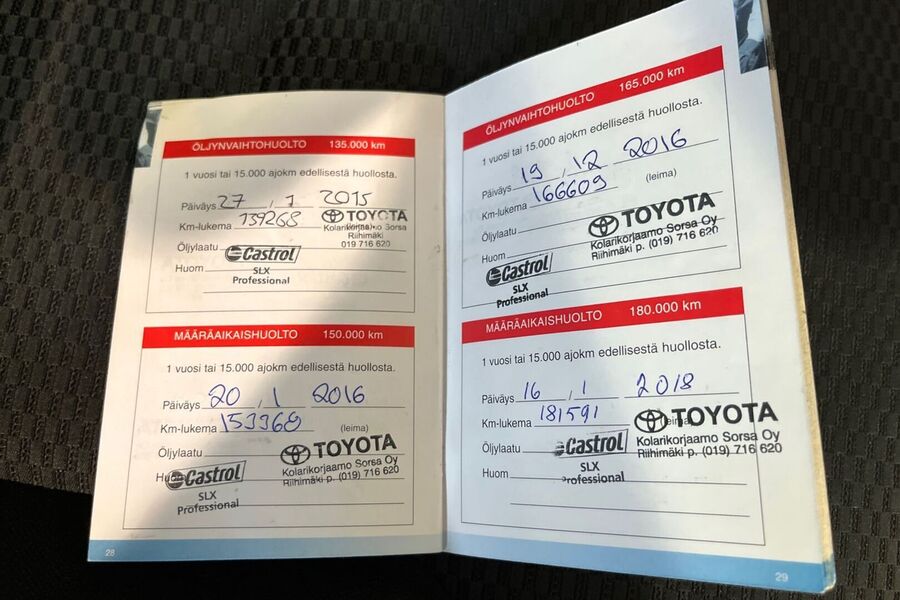 ÖLJYNVAIHTOHUOLTO 135.000 km
1 vuosi tai 15.000 ajokm edellisestä huollosta.
Päiväys 27 . 1 2015
Km-lukema 139268
TOYOTA
Kolarikorjaamo Sorsa
Riihimäki
019 716 620
Öljylaatu
Castrol
Huom
SLX
Professional
MÄÄRÄAIKAISHUOLTO 150.000 km
1 vuosi tai 15.000 ajokm edellisestä huollosta.
Päiväys 20 . 1 2016
Km-lukema 153368 (leima)
TOYOTA
Öljylaatu
Kolarikorjaamo Sorsa Oy
Riihimäki p. (019) 716 620
Huom
Castrol
SLX
Professional
28
ÖLJYNVAIHTOHUOLTO 165.000 km
1 vuosi tai 15.000 ajokm edellisestä huollosta.
Päiväys 19 . 12 2016
Km-lukema 166609 (leima)
TOYOTA
Öljylaatu
Kolarikorjaamo Sorsa Oy
Riihimäki p. (019) 716 620
Huom
Castrol
SLX
Professional
MÄÄRÄAIKAISHUOLTO 180.000 km
1 vuosi tai 15.000 ajokm edellisestä huollosta.
Päiväys 16 . 1 2018
Km-lukema 181591 (leima)
TOYOTA
Öljylaatu
Castrol
Kolarikorjaamo Sorsa Oy
Riihimäki p. (019) 716 620
Huom
SLX
Professional
29